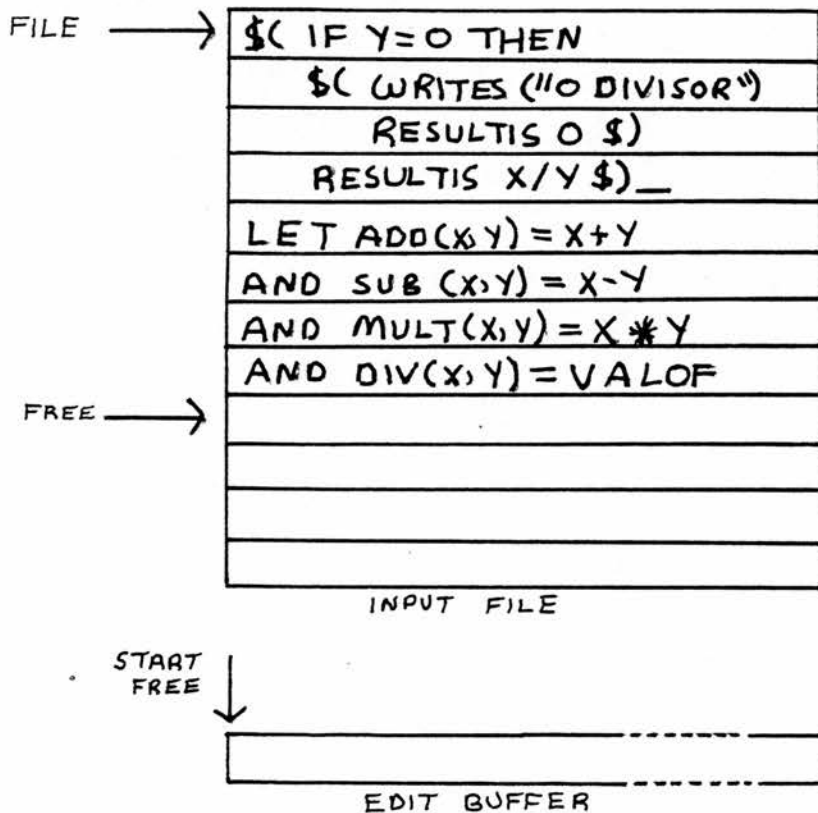 FILE
$( IF Y=0 THEN
$( WRITES ("0 DIVISOR")
RESULTIS 0 $)
RESULTIS X/Y $)_
LET ADD(X,Y) = X+Y
AND SUB (X,Y) = X-Y
AND MULT(X,Y) = X * Y
AND DIV(X,Y) = VALOF
FREE
INPUT FILE
START
FREE
EDIT BUFFER